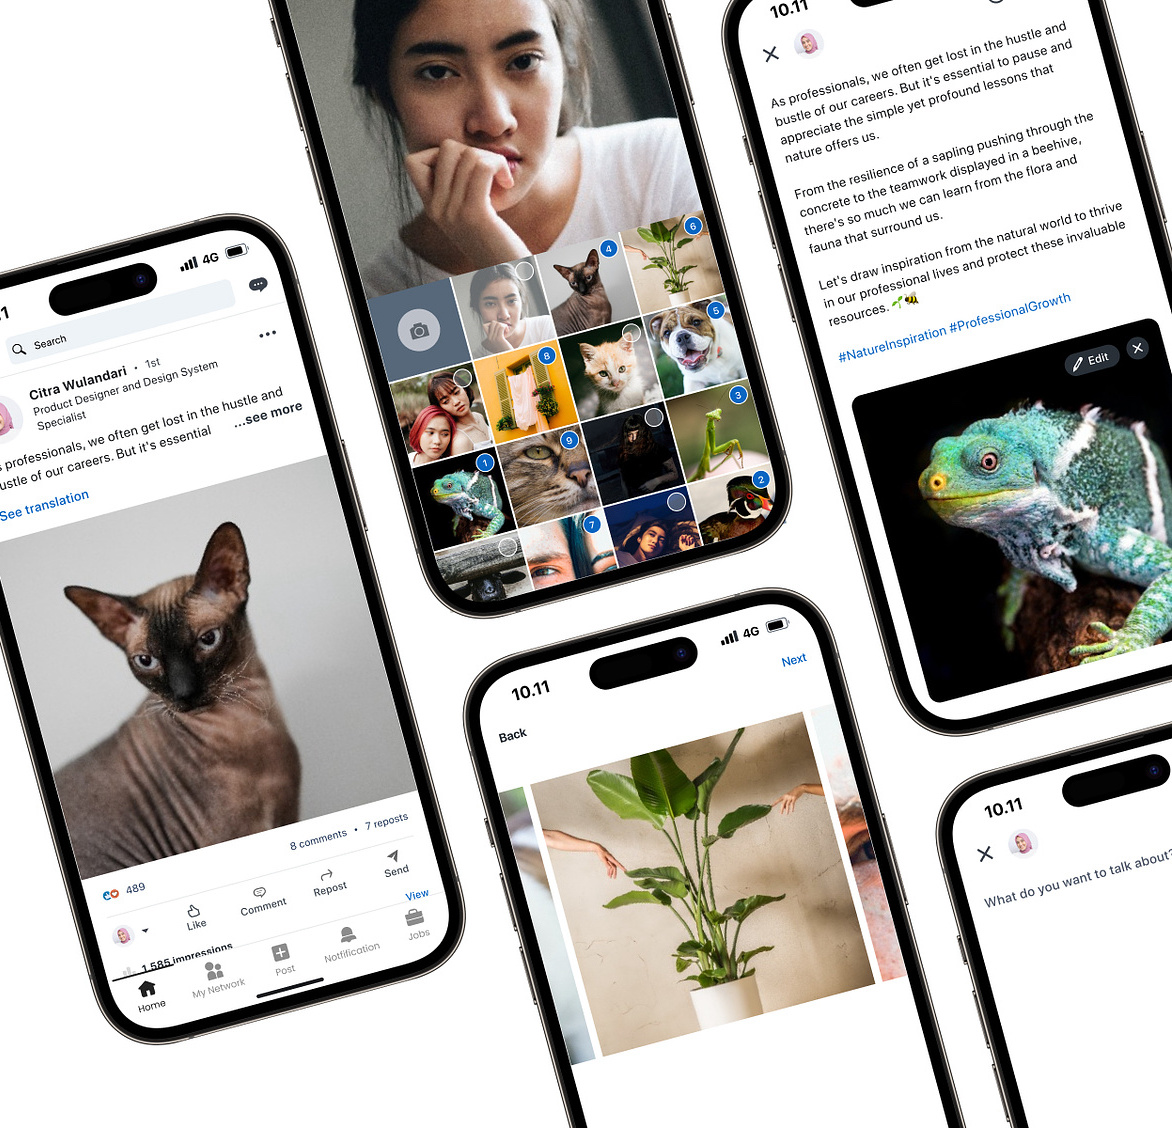 .11
4G
Search
Citra Wulandari • 1st
Product Designer and Design System
Specialist
professionals, we often get lost in the hustle and
ustle of our careers. But it's essential ...see more
See translation
8 comments • 7 reposts
489
Like
Comment
Repost
Send
View
1,585 impressions
Home
My Network
Post
Notfification
Jobs
4
6
8
5
1
9
3
7
2
10.11
4G
Next
Back
10.11
As professionals, we often get lost in the hustle and
bustle of our careers. But it's essential to pause and
appreciate the simple yet profound lessons that
nature offers us.
From the resilience of a sapling pushing through the
concrete to the teamwork displayed in a beehive,
there's so much we can learn from the flora and
fauna that surround us.
Let's draw inspiration from the natural world to thrive
in our professional lives and protect these invaluable
resources. 🌱🐝
#NatureInspiration #ProfessionalGrowth
Edit
10.11
What do you want to talk about?